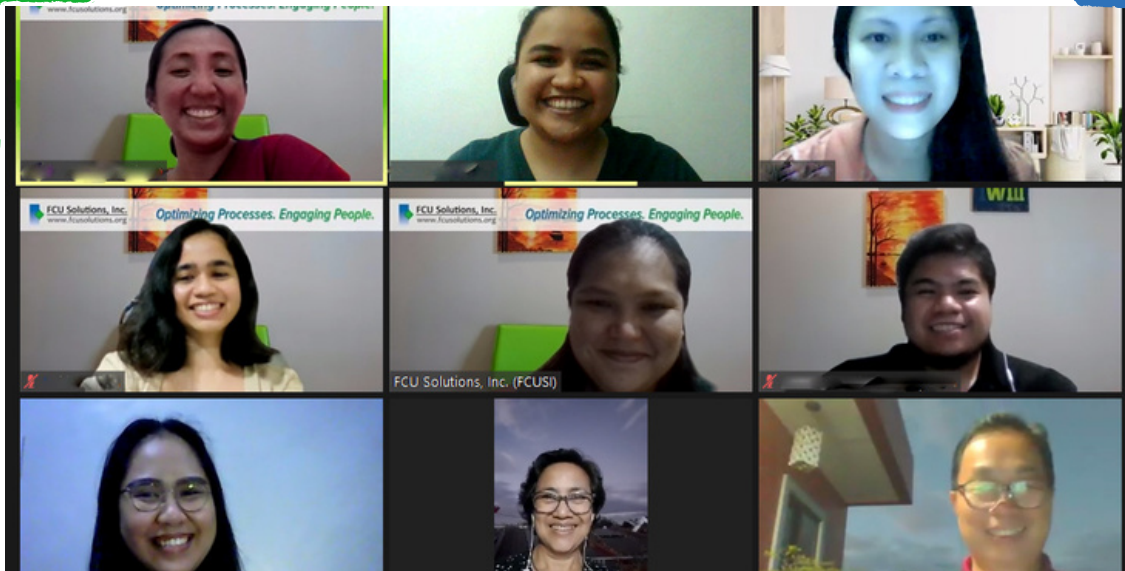 www.fcusolutions.org
FCU Solutions, Inc.
www.fcusolutions.org
Optimizing Processes. Engaging People.
FCU Solutions, Inc.
www.fcusolutions.org
Optimizing Processes. Engaging People.
WILL
FCU Solutions, Inc. (FCUSI)